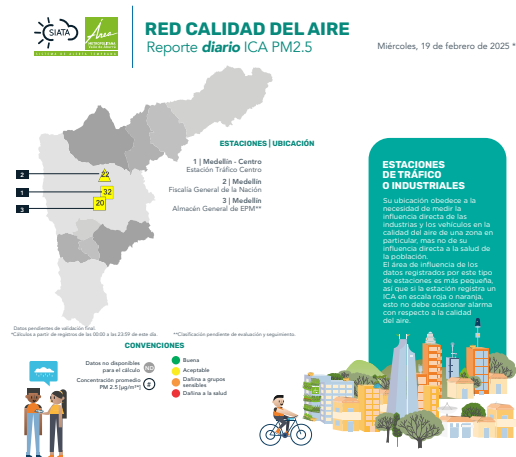 SIATA
Área
METROPOLITANA
Valle de Aburrá
RED CALIDAD DEL AIRE
Reporte diario ICA PM2.5
Miércoles, 19 de febrero de 2025 *
ESTACIONES | UBICACIÓN
1 | Medellín - Centro
Estación Tráfico Centro
2 | Medellín
Fiscalía General de la Nación
3 | Medellín
Almacén General de EPM**
2
22
1
32
3
20
ESTACIONES
DE TRÁFICO
O INDUSTRIALES
Su ubicación obedece a la
necesidad de medir la
influencia directa de las
industrias y los vehículos en la
calidad del aire de una zona en
particular, mas no de su
influencia directa a la salud de
la población.
El área de influencia de los
datos registrados por este tipo
de estaciones es más pequeña,
así que si la estación registra un
ICA en escala roja o naranja,
esto no debe ocasionar alarma
con respecto a la calidad
del aire.
Datos pendientes de validación final.
*Cálculos a partir de registros de las 00:00 a las 23:59 de este día.
**Clasificación pendiente de evaluación y seguimiento.
CONVENCIONES
Datos no disponibles
para el cálculo
ND
Concentración promedio
PM 2.5 (µg/m**)
#
Buena
Aceptable
Dañina a grupos
sensibles
Dañina a la salud